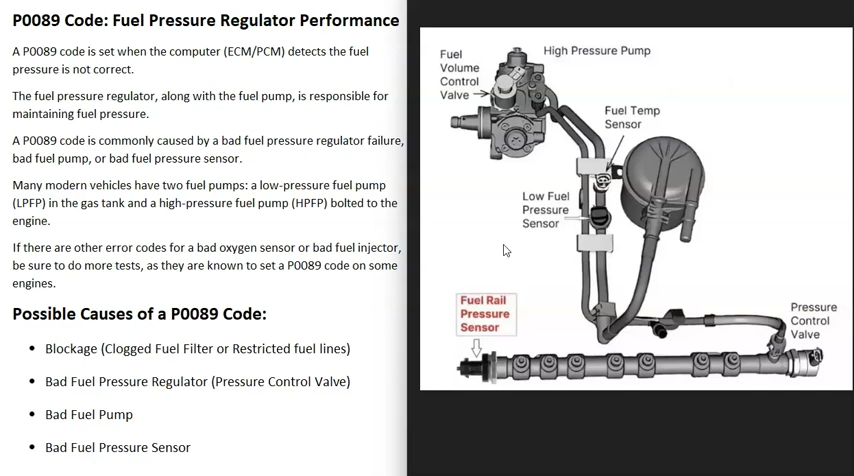 P0089 Code: Fuel Pressure Regulator Performance
A P0089 code is set when the computer (ECM/PCM) detects the fuel
pressure is not correct.
The fuel pressure regulator, along with the fuel pump, is responsible for
maintaining fuel pressure.
A P0089 code is commonly caused by a bad fuel pressure regulator failure,
bad fuel pump, or bad fuel pressure sensor.
Many modern vehicles have two fuel pumps: a low-pressure fuel pump
(LPFP) in the gas tank and a high-pressure fuel pump (HPFP) bolted to the
engine.
If there are other error codes for a bad oxygen sensor or bad fuel injector,
be sure to do more tests, as they are known to set a P0089 code on some
engines.
Possible Causes of a P0089 Code:
• Blockage (Clogged Fuel Filter or Restricted fuel lines)
• Bad Fuel Pressure Regulator (Pressure Control Valve)
• Bad Fuel Pump
• Bad Fuel Pressure Sensor
Fuel
Volume
Control
Valve
High Pressure Pump
Fuel Temp
Sensor
Low Fuel
Pressure
Sensor
Fuel Rail
Pressure
Sensor
Pressure
Control
Valve